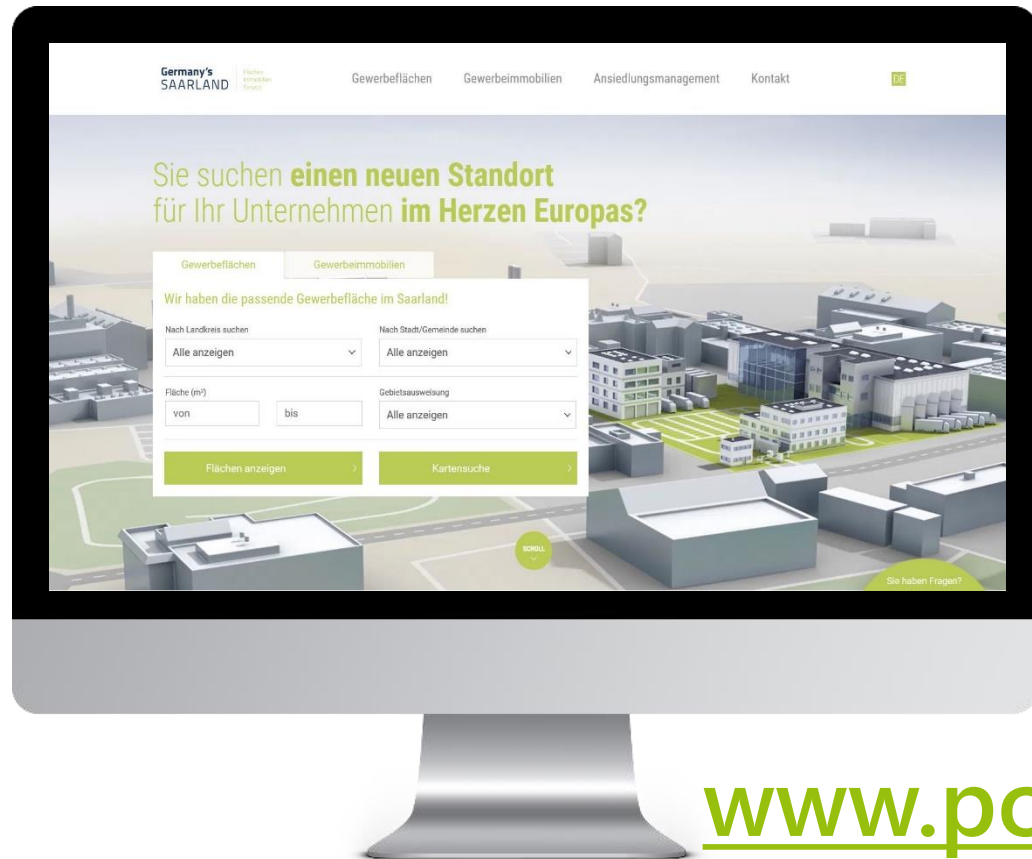 Germany's
SAARLAND
Gewerbeflächen Gewerbeimmobilien Ansiedlungsmanagement Kontakt DE
Sie suchen einen neuen Standort
für Ihr Unternehmen im Herzen Europas?
Gewerbeflächen Gewerbeimmobilien
Wir haben die passende Gewerbefläche im Saarland!
Nach Landkreis suchen Nach Stadt/Gemeinde suchen
Alle anzeigen Alle anzeigen
Fläche (m²) Gebietsausweisung
von bis Alle anzeigen
Flächen anzeigen Kartensuche
SCROLL
Sie haben Fragen?